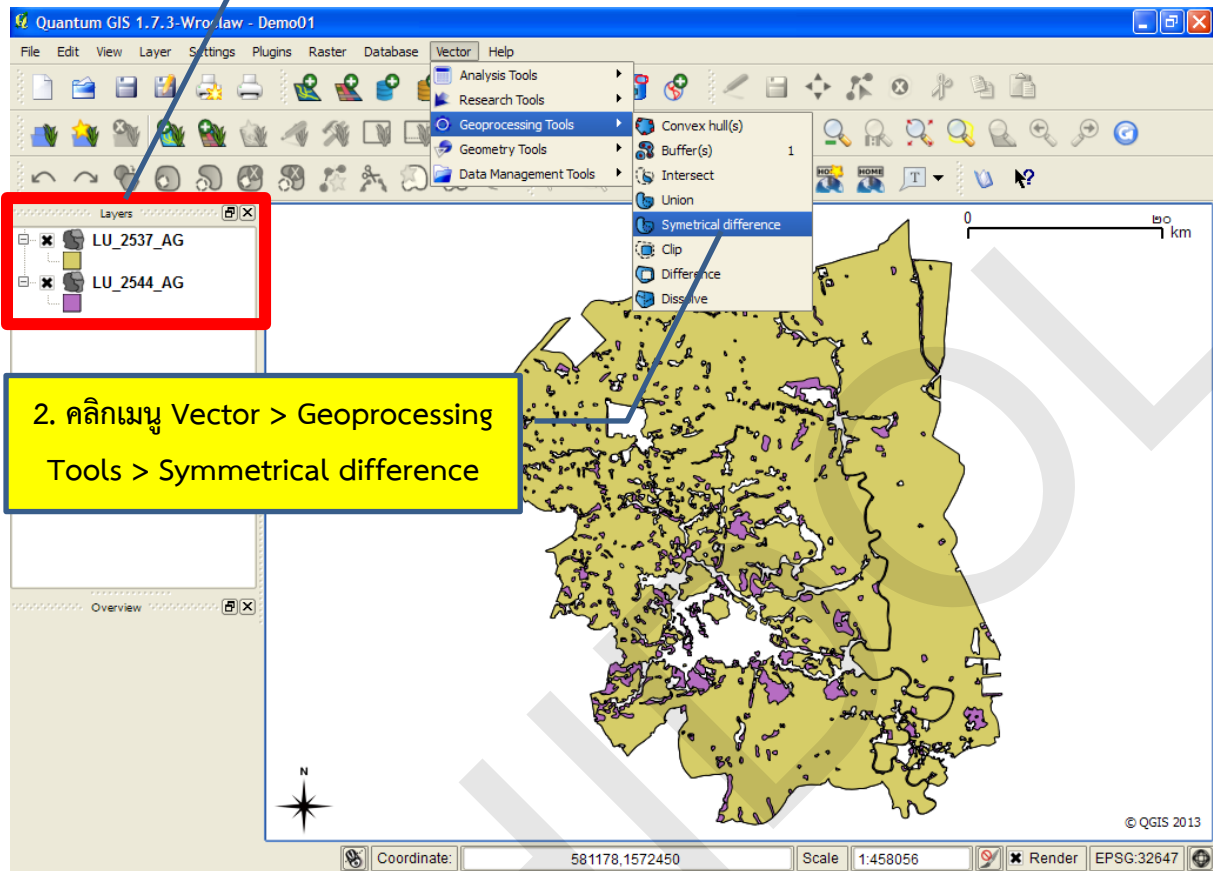 Quantum GIS 1.7.3-Wroclaw - Demo01
File Edit View Layer Settings Plugins Raster Database Vector Help
Analysis Tools
Research Tools
Geoprocessing Tools
Geometry Tools
Data Management Tools
Convex hull(s)
Buffer(s) 1
Intersect
Union
Symetrical difference
Clip
Difference
Dissolve
HOME
T
Layers
LU_2537_AG
LU_2544_AG
0 ๒๐
km
2. คลิกเมนู Vector > Geoprocessing
Tools > Symmetrical difference
Overview
N
© QGIS 2013
Coordinate: 581178,1572450 Scale 1:458056 Render EPSG:32647